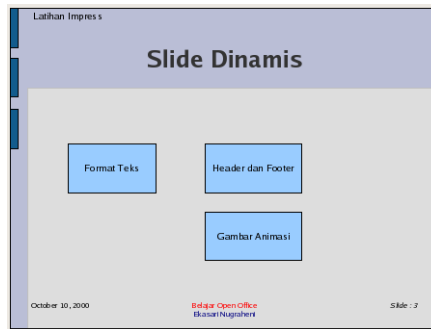 Latihan Impress
Slide Dinamis
Format Teks
Header dan Footer
Gambar Animasi
October 10, 2000
Belajar Open Office
Ekasari Nugraheni
Slide : 3